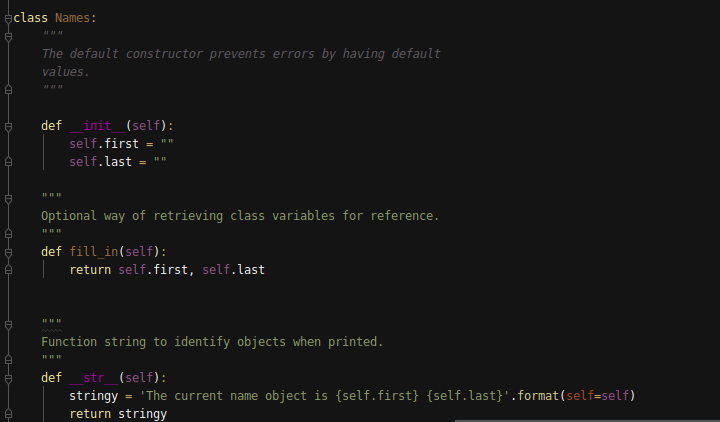 class Names:
    """
    The default constructor prevents errors by having default
    values.
    """
    def __init__(self):
        self.first = ""
        self.last = ""
    """
    Optional way of retrieving class variables for reference.
    """
    def fill_in(self):
        return self.first, self.last
    """
    Function string to identify objects when printed.
    """
    def __str__(self):
        stringy = 'The current name object is {self.first} {self.last}'.format(self=self)
        return stringy